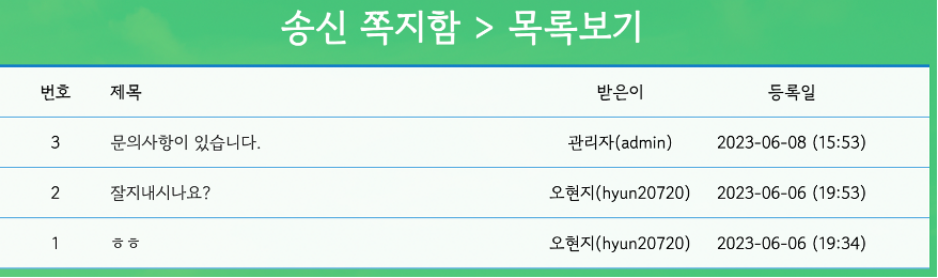 송신 쪽지함 > 목록보기
번호 제목 받은이 등록일
3 문의사항이 있습니다. 관리자(admin) 2023-06-08 (15:53)
2 잘지내시나요? 오현지(hyun20720) 2023-06-06 (19:53)
1 ㅎㅎ 오현지(hyun20720) 2023-06-06 (19:34)